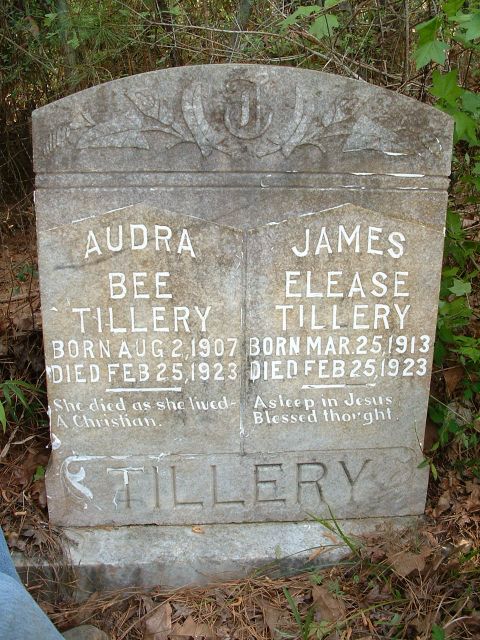 J
AUDRA
BEE
TILLERY
BORN AUG 2, 1907
DIED FEB 25, 1923
She died as she lived-
A Christian.
JAMES
ELEASE
TILLERY
BORN MAR. 25, 1913
DIED FEB 25, 1923
Asleep in Jesus
Blessed thought.
TILLERY